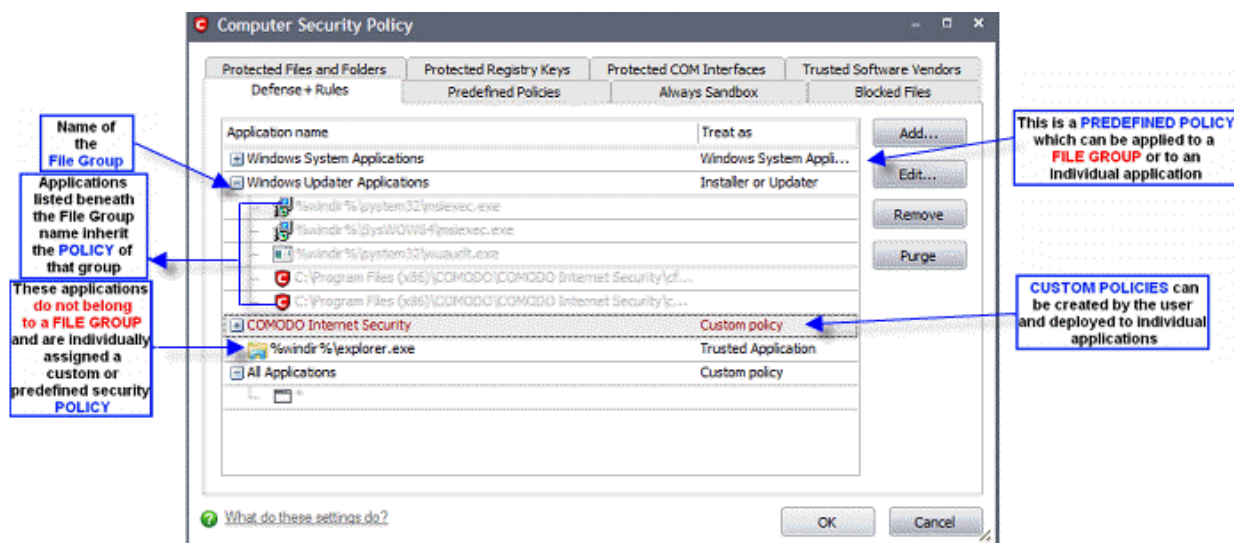 Computer Security Policy
Protected Files and Folders
Protected Registry Keys
Protected COM Interfaces
Trusted Software Vendors
Defense+ Rules
Predefined Policies
Always Sandbox
Blocked Files
Application name
Treat as
Windows System Applications
Windows System Appli...
Windows Updater Applications
Installer or Updater
%windir%\system32\msiexec.exe
%windir%\SysWOW64\msiexec.exe
%windir%\system32\wuauclt.exe
C:\Program Files (x86)\COMODO\COMODO Internet Security\cf...
C:\Program Files (x86)\COMODO\COMODO Internet Security\c...
COMODO Internet Security
Custom policy
%windir%\explorer.exe
Trusted Application
All Applications
Custom policy
*
Add...
Edit...
Remove
Purge
What do these settings do?
OK
Cancel
Name of
the
File Group
Applications
listed beneath
the File Group
name inherit
the POLICY of
that group
These applications
do not belong
to a FILE GROUP
and are individually
assigned a
custom or
predefined security
POLICY
This is a PREDEFINED POLICY
which can be applied to a
FILE GROUP or to an
individual application
CUSTOM POLICIES can
be created by the user
and deployed to individual
applications